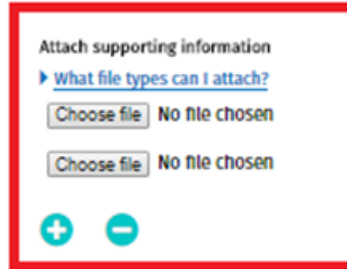 Attach supporting information
What file types can I attach?
Choose file No file chosen
Choose file No file chosen